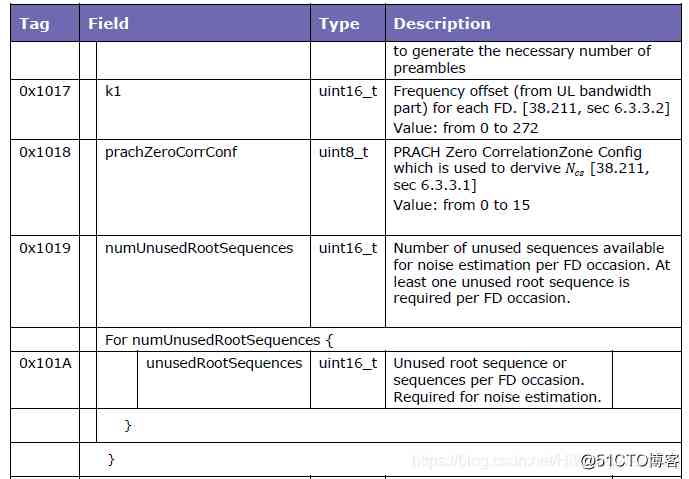 Tag Field Type Description
to generate the necessary number of
preambles
0x1017 k1 uint16_t Frequency offset (from UL bandwidth
part) for each FD. [38.211, sec 6.3.3.2]
Value: from 0 to 272
0x1018 prachZeroCorrConf uint8_t PRACH Zero CorrelationZone Config
which is used to dervive Ncs [38.211,
sec 6.3.3.1]
Value: from 0 to 15
0x1019 numUnusedRootSequences uint16_t Number of unused sequences available
for noise estimation per FD occasion. At
least one unused root sequence is
required per FD occasion.
For numUnusedRootSequences {
0x101A unusedRootSequences uint16_t Unused root sequence or
sequences per FD occasion.
Required for noise estimation.
}
}
https://blog.csdn.net/
@51CTO博客